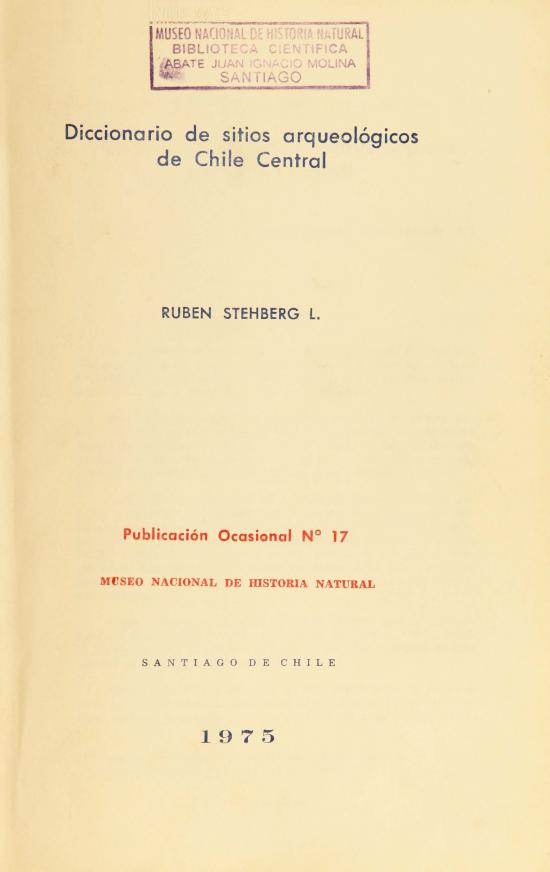 MUSEO NACIONAL DE HISTORIA NATURAL
BIBLIOTECA CIENTIFICA
ABATE JUAN IGNACIO MOLINA
SANTIAGO
Diccionario de sitios arqueológicos
de Chile Central
RUBEN STEHBERG L.
Publicación Ocasional Nº 17
MUSEO NACIONAL DE HISTORIA NATURAL
SANTIAGO DE CHILE
1975